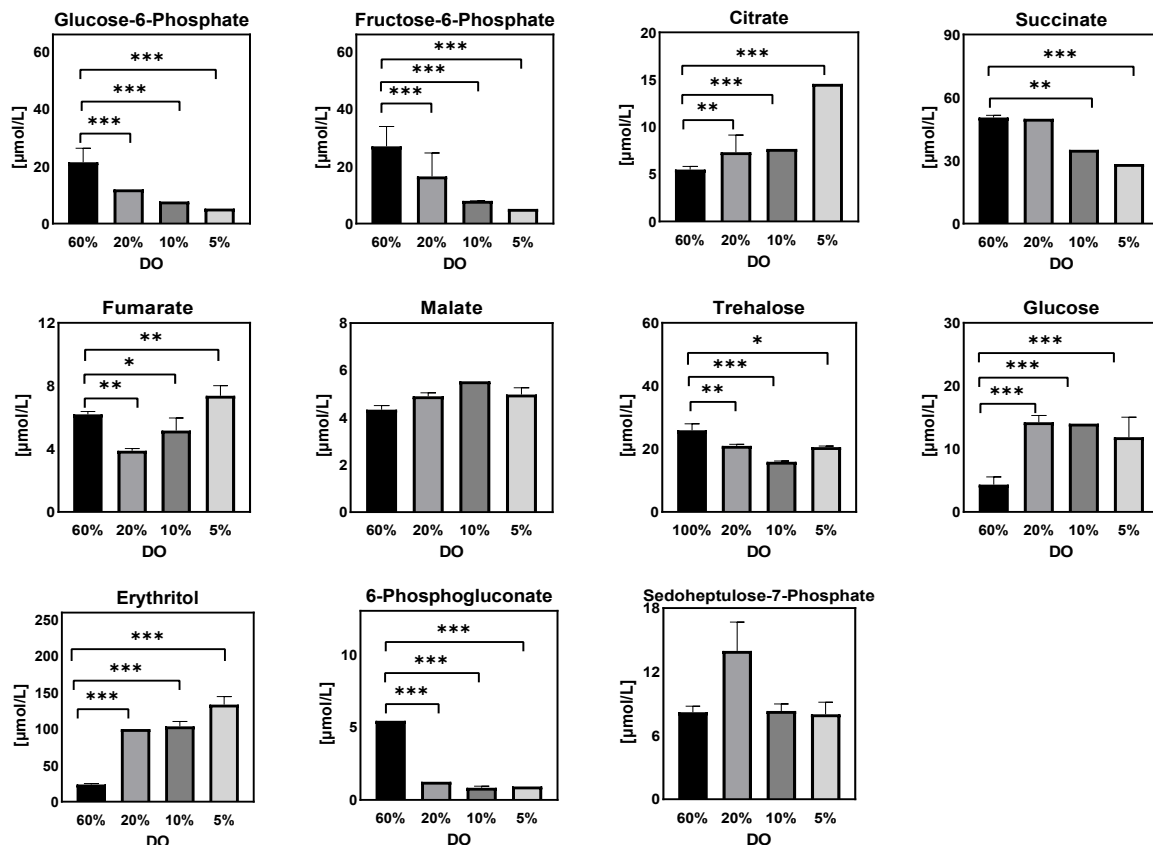 Glucose-6-Phosphate
[µmol/L]
60
40
20
0
***
***
***
60% 20% 10% 5%
DO
Fructose-6-Phosphate
[µmol/L]
60
40
20
0
***
***
***
60% 20% 10% 5%
DO
Citrate
[µmol/L]
20
15
10
5
0
***
***
**
60% 20% 10% 5%
DO
Succinate
[µmol/L]
90
60
30
0
***
**
60% 20% 10% 5%
DO
Fumarate
[µmol/L]
12
8
4
0
**
*
**
60% 20% 10% 5%
DO
Malate
[µmol/L]
8
6
4
2
0
60% 20% 10% 5%
DO
Trehalose
[µmol/L]
60
40
20
0
*
***
**
100% 20% 10% 5%
DO
Glucose
[µmol/L]
30
20
10
0
***
***
***
60% 20% 10% 5%
DO
Erythritol
[µmol/L]
250
200
150
100
50
0
***
***
***
60% 20% 10% 5%
DO
6-Phosphogluconate
[µmol/L]
10
5
0
***
***
***
60% 20% 10% 5%
DO
Sedoheptulose-7-Phosphate
[µmol/L]
18
12
6
0
60% 20% 10% 5%
DO